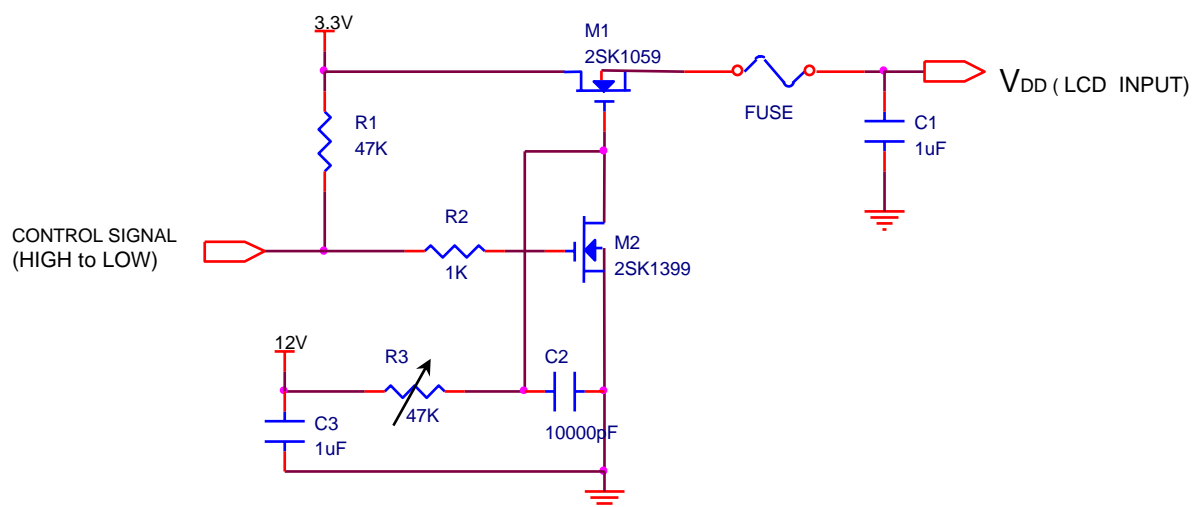 3.3V
M1
2SK1059
VDD ( LCD INPUT)
FUSE
R1
47K
C1
1uF
CONTROL SIGNAL
(HIGH to LOW)
R2
1K
M2
2SK1399
12V
R3
47K
C2
10000pF
C3
1uF